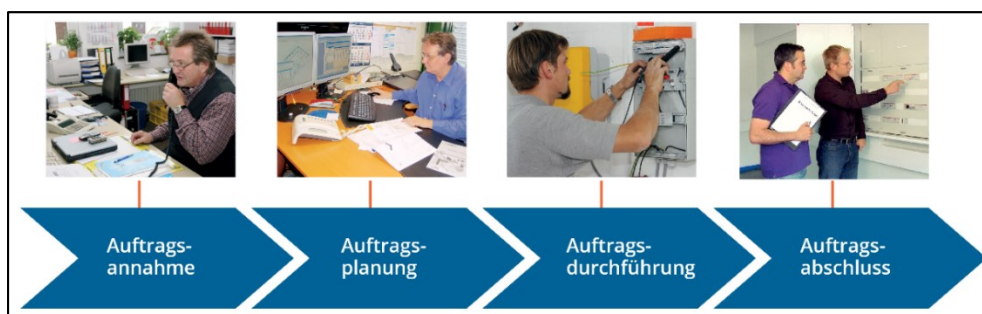 Auftrags-
annahme
Auftrags-
planung
Auftrags-
durchführung
Auftrags-
abschluss